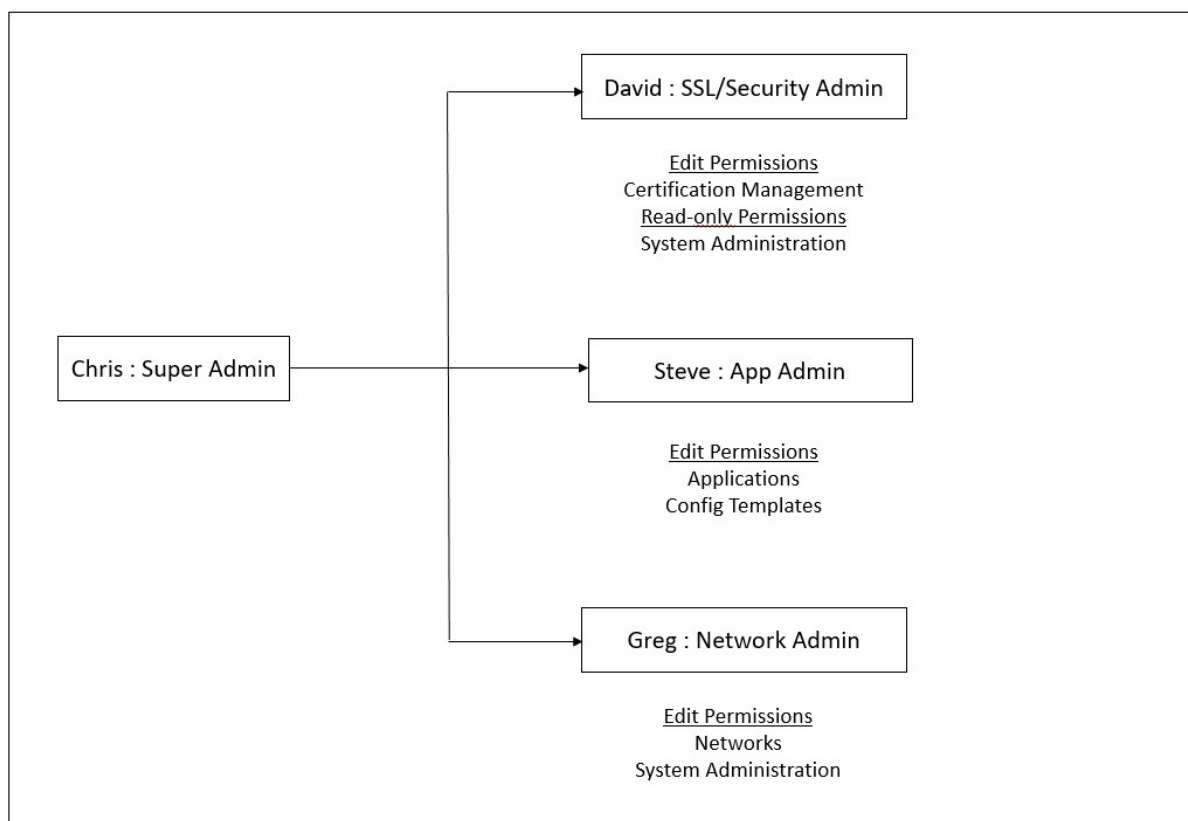 David : SSL/Security Admin
Edit Permissions
Certification Management
Read-only Permissions
System Administration
Chris : Super Admin
Steve : App Admin
Edit Permissions
Applications
Config Templates
Greg : Network Admin
Edit Permissions
Networks
System Administration